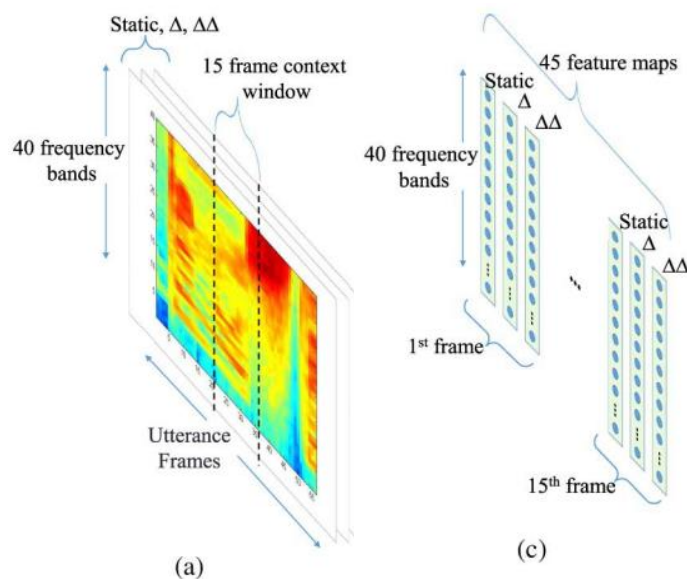 Static, Δ, ΔΔ
15 frame context
window
40 frequency
bands
Utterance
Frames
(a)
45 feature maps
Static
Δ
ΔΔ
40 frequency
bands
1st frame
Static
Δ
ΔΔ
15th frame
(c)